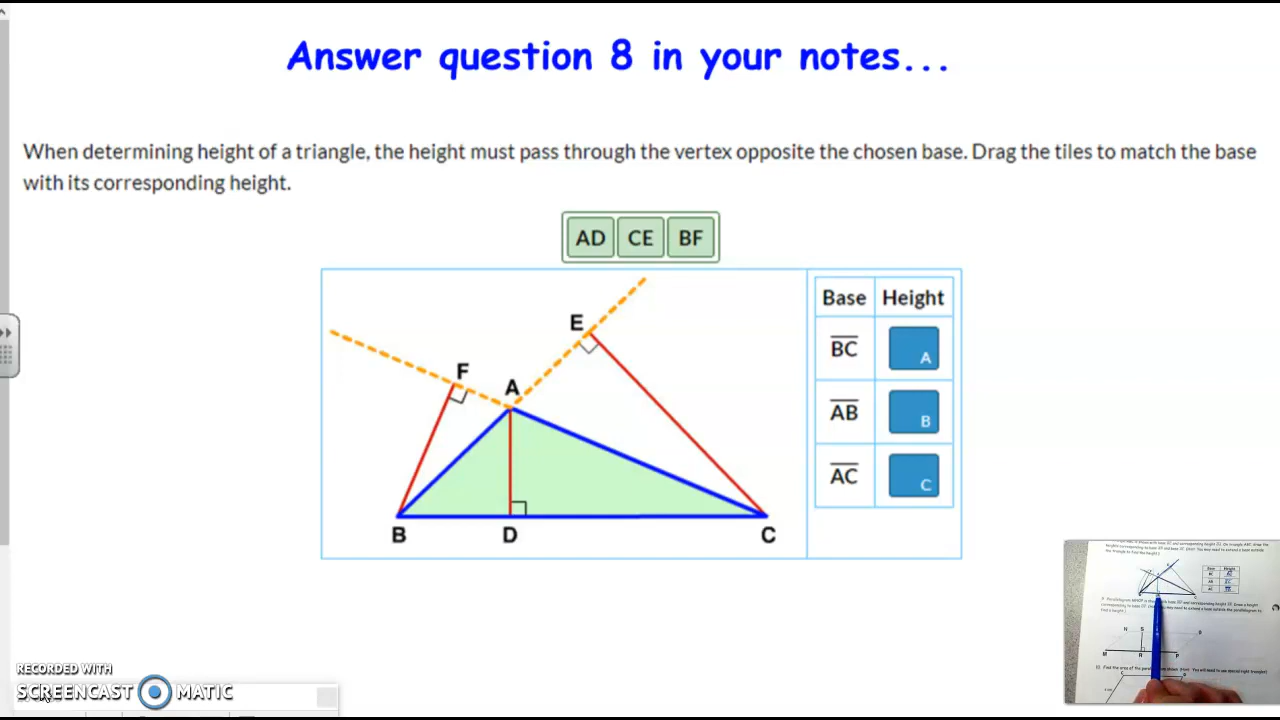 Answer question 8 in your notes...
When determining height of a triangle, the height must pass through the vertex opposite the chosen base. Drag the tiles to match the base
with its corresponding height.
AD CE BF
E
F
A
B
D
C
Base Height
BC A
AB B
AC C
RECORDED WITH
SCREENCAST MATIC
Base Height
N S
M R P